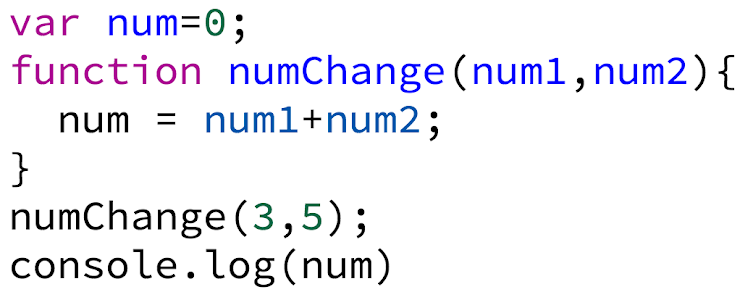 var num=0;
function numChange(num1,num2){
  num = num1+num2;
}
numChange(3,5);
console.log(num)